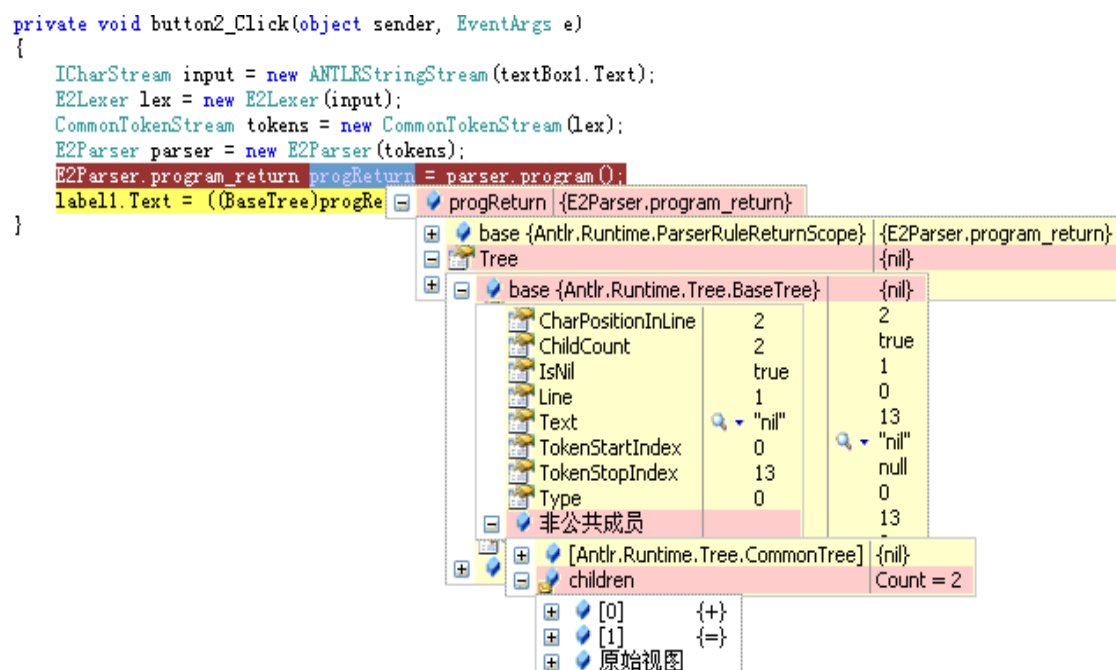 private void button2_Click(object sender, EventArgs e)
{
ICharStream input = new ANTLRStringStream(textBox1.Text);
E2Lexer lex = new E2Lexer(input);
CommonTokenStream tokens = new CommonTokenStream(lex);
E2Parser parser = new E2Parser(tokens);
E2Parser.program_return progReturn = parser.program();
label1.Text = ((BaseTree)progRe
progReturn {E2Parser.program_return}
}
base {Antlr.Runtime.ParserRuleReturnScope} {E2Parser.program_return}
Tree {nil}
base {Antlr.Runtime.Tree.BaseTree} {nil}
CharPositionInLine 2 2
ChildCount 2 true
IsNil true 1
Line 1 0
Text "nil" 13
TokenStartIndex 0 "nil"
TokenStopIndex 13 null
Type 0 0
非公共成员 13
[Antlr.Runtime.Tree.CommonTree] {nil}
children Count = 2
[0] {+}
[1] {=}
原始视图